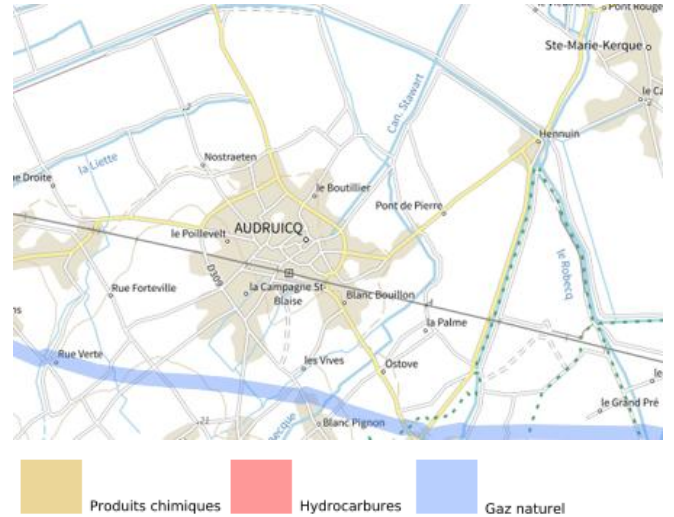 Pont Rouge
Ste-Marie-Kerque
Can. Stawart
Hennuin
la Liette
Nostraeten
ue Droite
le Boutillier
Pont de Pierre
AUDRUICQ
le Poillevelt
le Robecq
D309
Rue Forteville
la Campagne St-
Blaise
Blanc Bouillon
la Palme
Rue Verte
les Vives
Ostove
le Grand Pré
Blanc Pignon
Produits chimiques
Hydrocarbures
Gaz naturel